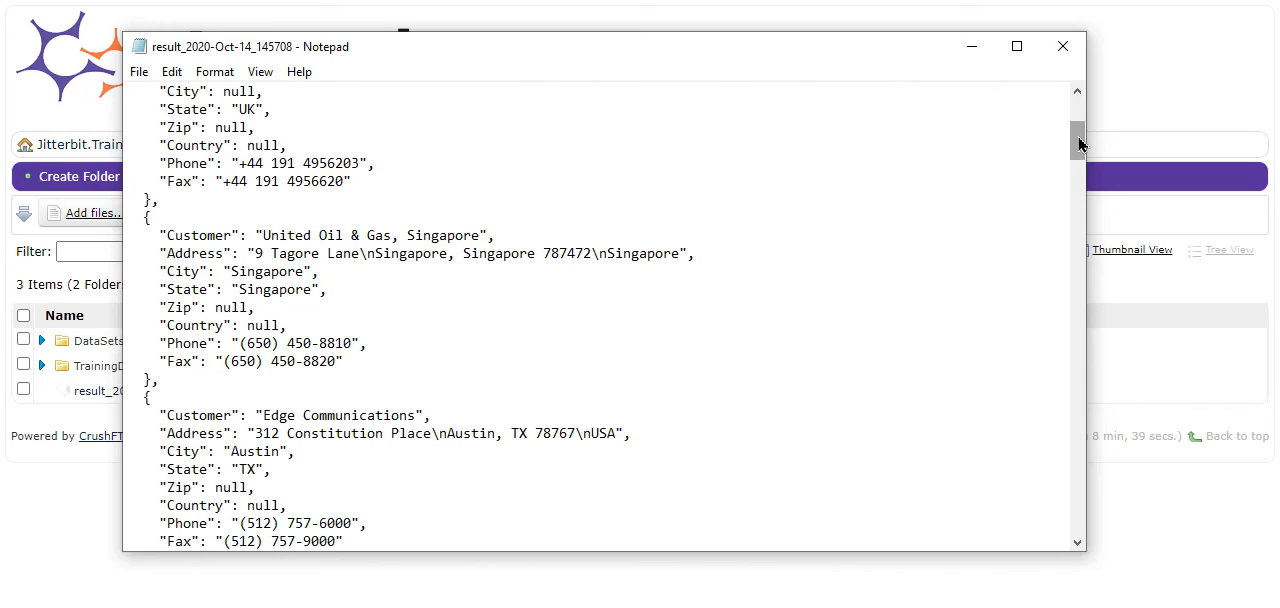 result_2020-Oct-14_145708 - Notepad
File Edit Format View Help
"City": null,
"State": "UK",
"Zip": null,
"Country": null,
"Phone": "+44 191 4956203",
"Fax": "+44 191 4956620"
},
{
"Customer": "United Oil & Gas, Singapore",
"Address": "9 Tagore Lane\nSingapore, Singapore 787472\nSingapore",
"City": "Singapore",
"State": "Singapore",
"Zip": null,
"Country": null,
"Phone": "(650) 450-8810",
"Fax": "(650) 450-8820"
},
{
"Customer": "Edge Communications",
"Address": "312 Constitution Place\nAustin, TX 78767\nUSA",
"City": "Austin",
"State": "TX",
"Zip": null,
"Country": null,
"Phone": "(512) 757-6000",
"Fax": "(512) 757-9000"
Jitterbit.Train
Create Folder
Add files..
Filter:
Thumbnail View Tree View
3 Items (2 Folder
Name
DataSets
TrainingD
result_20
Powered by CrushFT
8 min, 39 secs.) Back to top